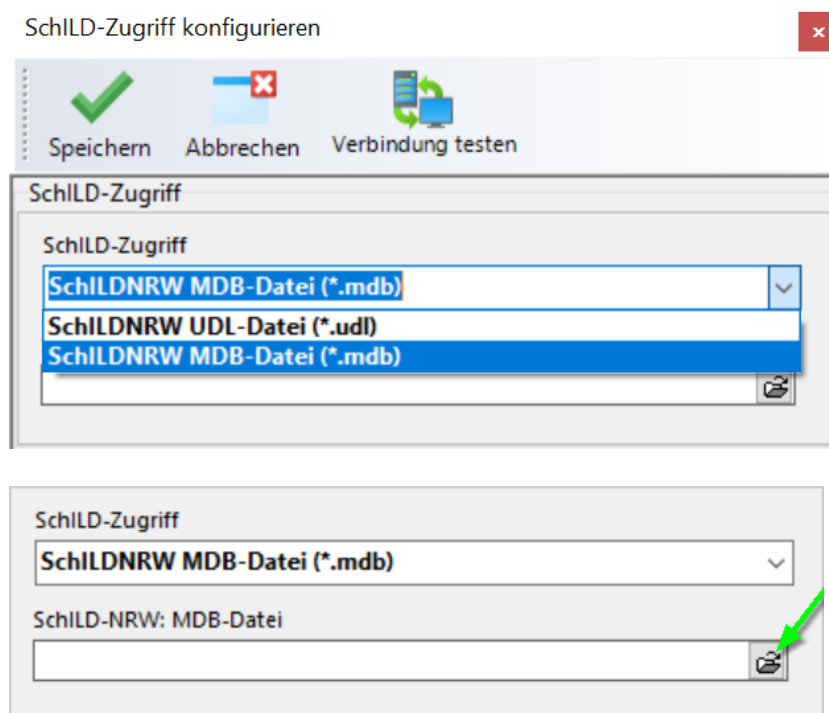 SchILD-Zugriff konfigurieren
x
Speichern Abbrechen Verbindung testen
SchILD-Zugriff
SchILD-Zugriff
SchILDNRW MDB-Datei (*.mdb)
SchILDNRW UDL-Datei (*.udl)
SchILDNRW MDB-Datei (*.mdb)
SchILD-Zugriff
SchILDNRW MDB-Datei (*.mdb)
SchILD-NRW: MDB-Datei